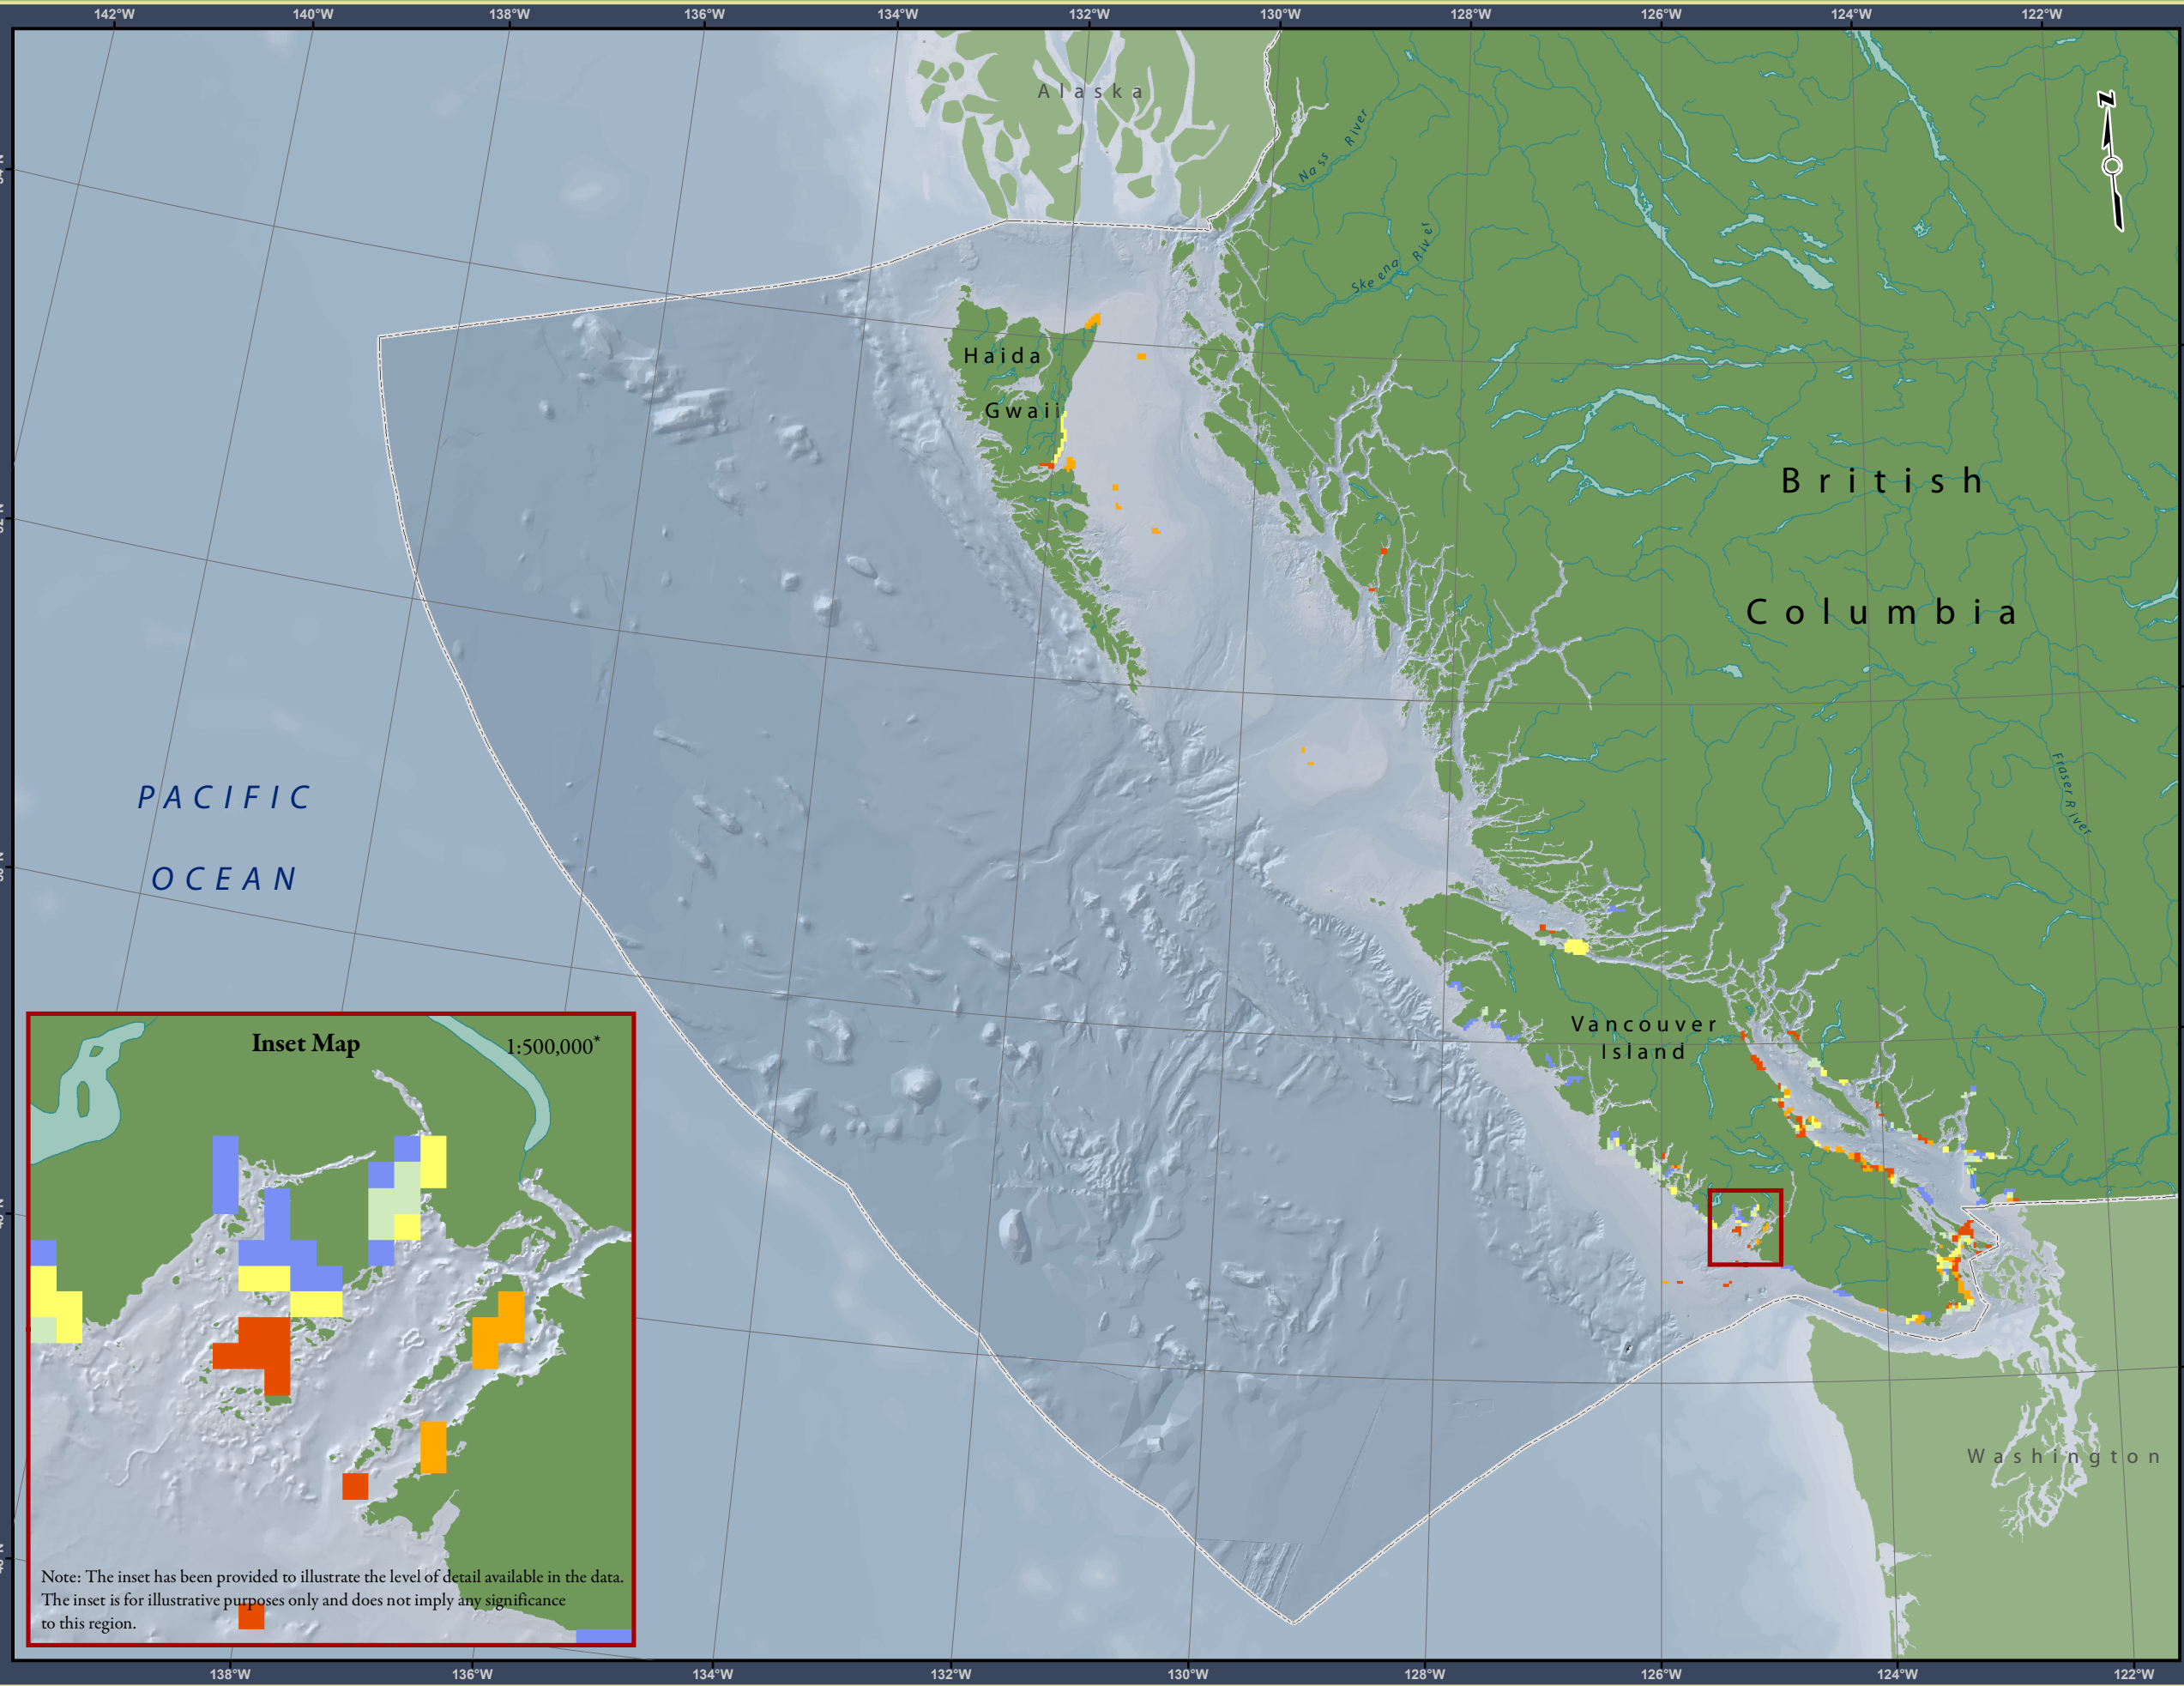 142°W 140°W 138°W 136°W 134°W 132°W 130°W 128°W 126°W 124°W 122°W
Alaska
N
Nass River
Skeena River
Haida
Gwaii
British
Columbia
PACIFIC
OCEAN
Fraser River
Vancouver
Island
Washington
Inset Map 1:500,000*
Note: The inset has been provided to illustrate the level of detail available in the data.
The inset is for illustrative purposes only and does not imply any significance
to this region.
138°W 136°W 134°W 132°W 130°W 128°W 126°W 124°W 122°W